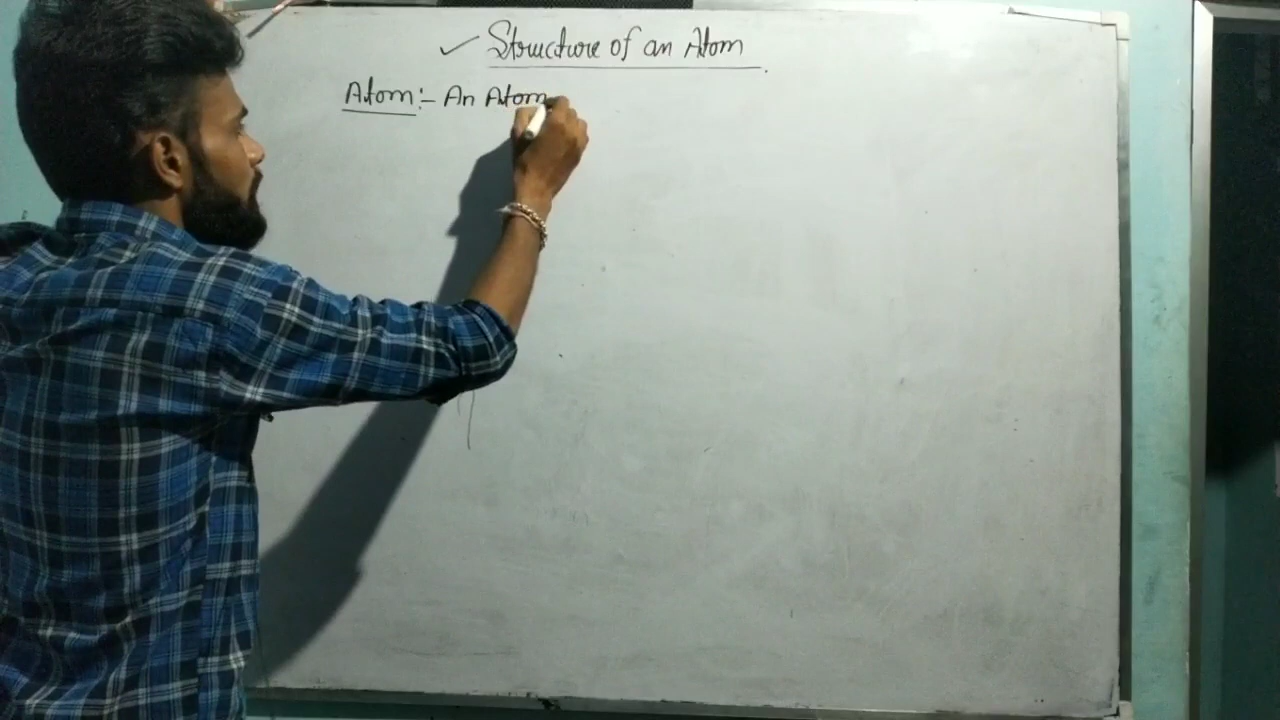 ✓ Structure of an Atom
Atom:- An Atom